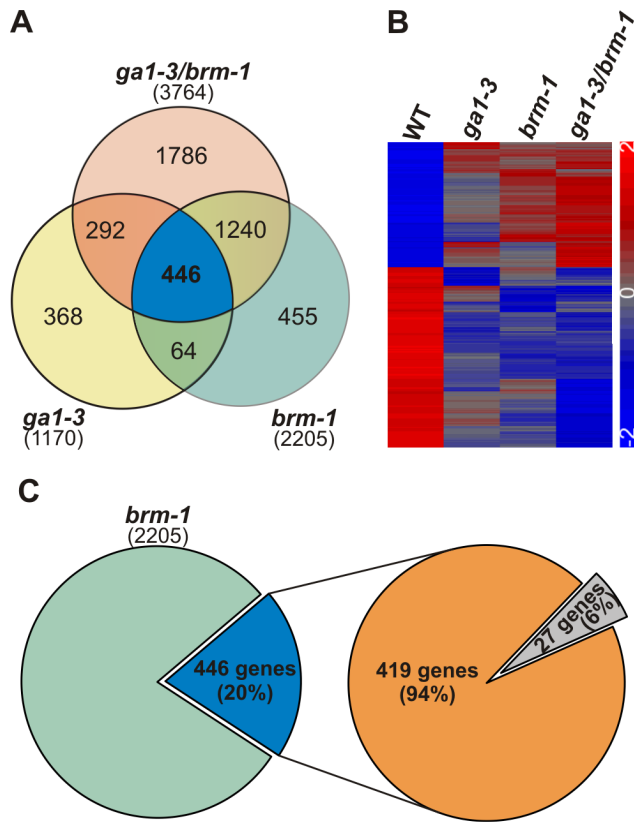 A
ga1-3/brm-1
(3764)
1786
292
1240
446
368
64
455
ga1-3
(1170)
brm-1
(2205)
B
WT
ga1-3
brm-1
ga1-3/brm-1
2
0
-2
C
brm-1
(2205)
446 genes
(20%)
419 genes
(94%)
27 genes
(6%)